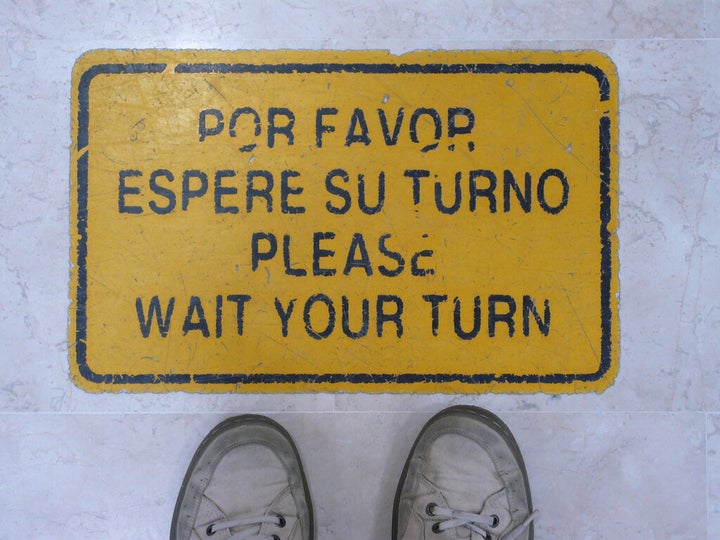 POR FAVOR
ESPERE SU TURNO
PLEASE
WAIT YOUR TURN